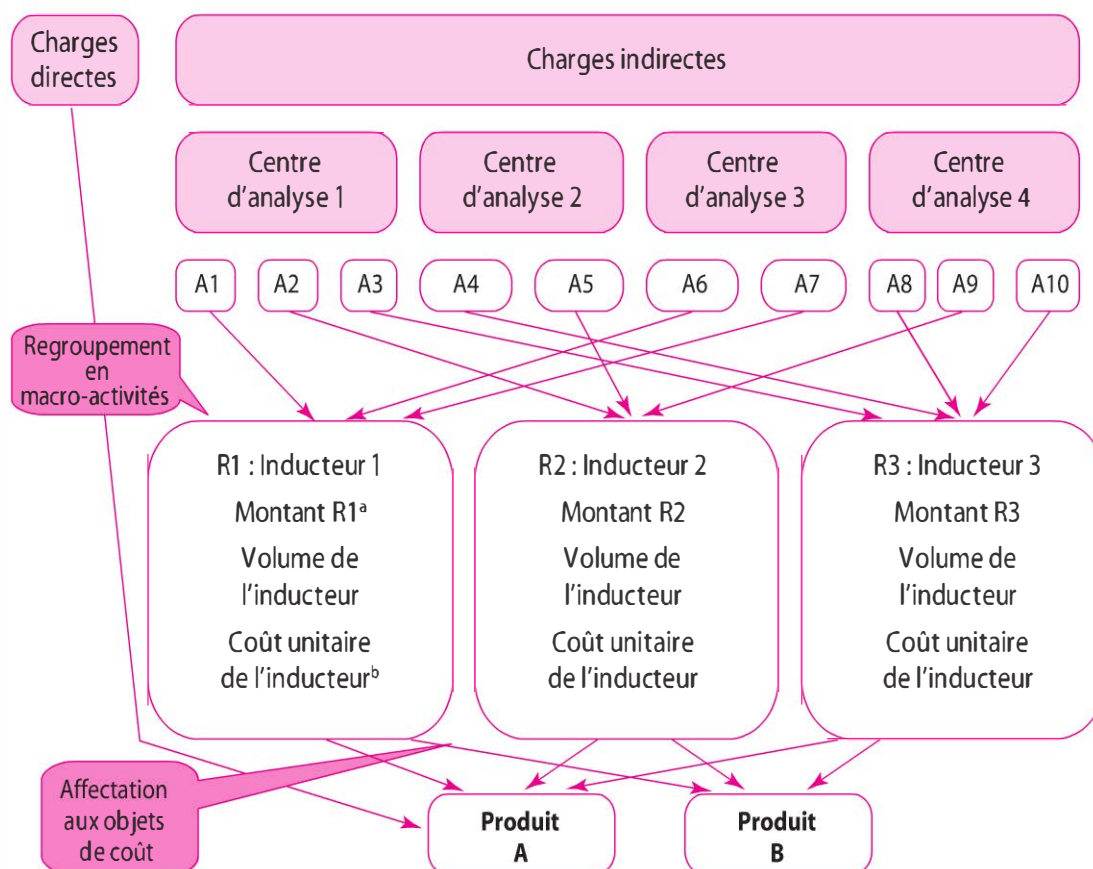 Charges
directes
Charges indirectes
Centre
d'analyse 1
Centre
d'analyse 2
Centre
d'analyse 3
Centre
d'analyse 4
A1
A2
A3
A4
A5
A6
A7
A8
A9
A10
Regroupement
en
macro-activités
R1 : Inducteur 1
Montant R1ᵃ
Volume de
l'inducteur
Coût unitaire
de l'inducteurᵇ
R2 : Inducteur 2
Montant R2
Volume de
l'inducteur
Coût unitaire
de l'inducteur
R3 : Inducteur 3
Montant R3
Volume de
l'inducteur
Coût unitaire
de l'inducteur
Affectation
aux objets
de coût
Produit
A
Produit
B